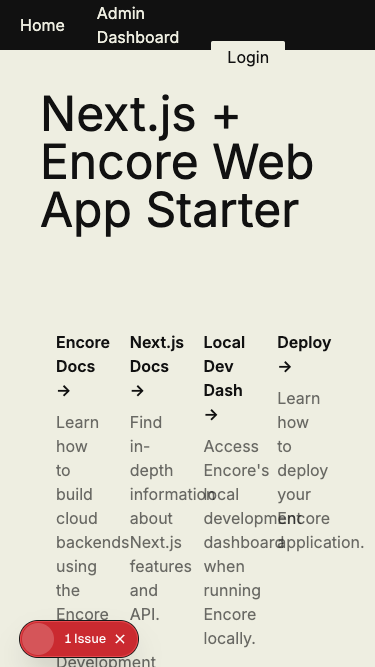 Home
Admin
Dashboard
Login
Next.js +
Encore Web
App Starter
Encore
Docs
→
Learn
how
to
build
cloud
backends
using
the
Encore
Development
Next.js
Docs
→
Find
in-
depth
information
about
Next.js
features
and
API.
Local
Dev
Dash
→
Access
Encore's
local
development
dashboard
when
running
Encore
locally.
Deploy
→
Learn
how
to
deploy
your
Encore
application.
1 Issue ×